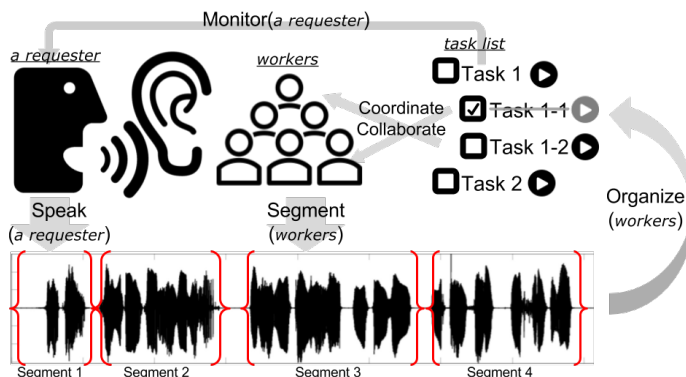 Monitor(a requester)
a requester
workers
task list
Task 1
Task 1-1
Task 1-2
Task 2
Coordinate
Collaborate
Speak
(a requester)
Segment
(workers)
Organize
(workers)
Segment 1
Segment 2
Segment 3
Segment 4